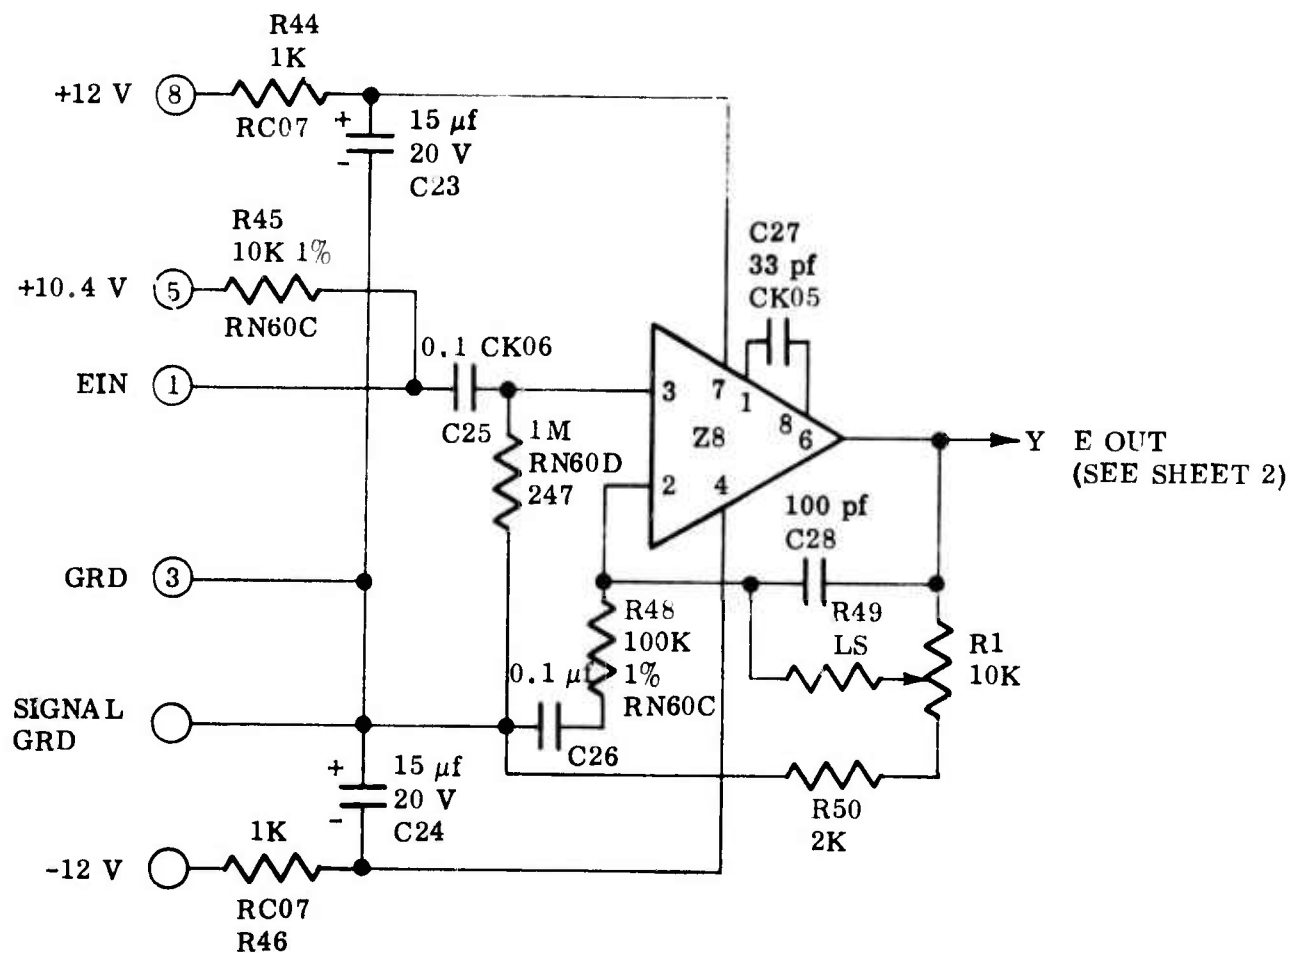 R44
1K
+12 V
8
RC07
+
-
15 μf
20 V
C23
R45
10K 1%
+10.4 V
5
RN60C
C27
33 pf
CK05
0.1 CK06
EIN
1
C25
3
7
1
8
Z8
6
2
4
1M
RN60D
247
Y E OUT
(SEE SHEET 2)
100 pf
C28
GRD
3
R48
100K
1%
RN60C
R49
LS
R1
10K
0.1 μf
C26
SIGNAL
GRD
+
-
15 μf
20 V
C24
R50
2K
1K
-12 V
RC07
R46